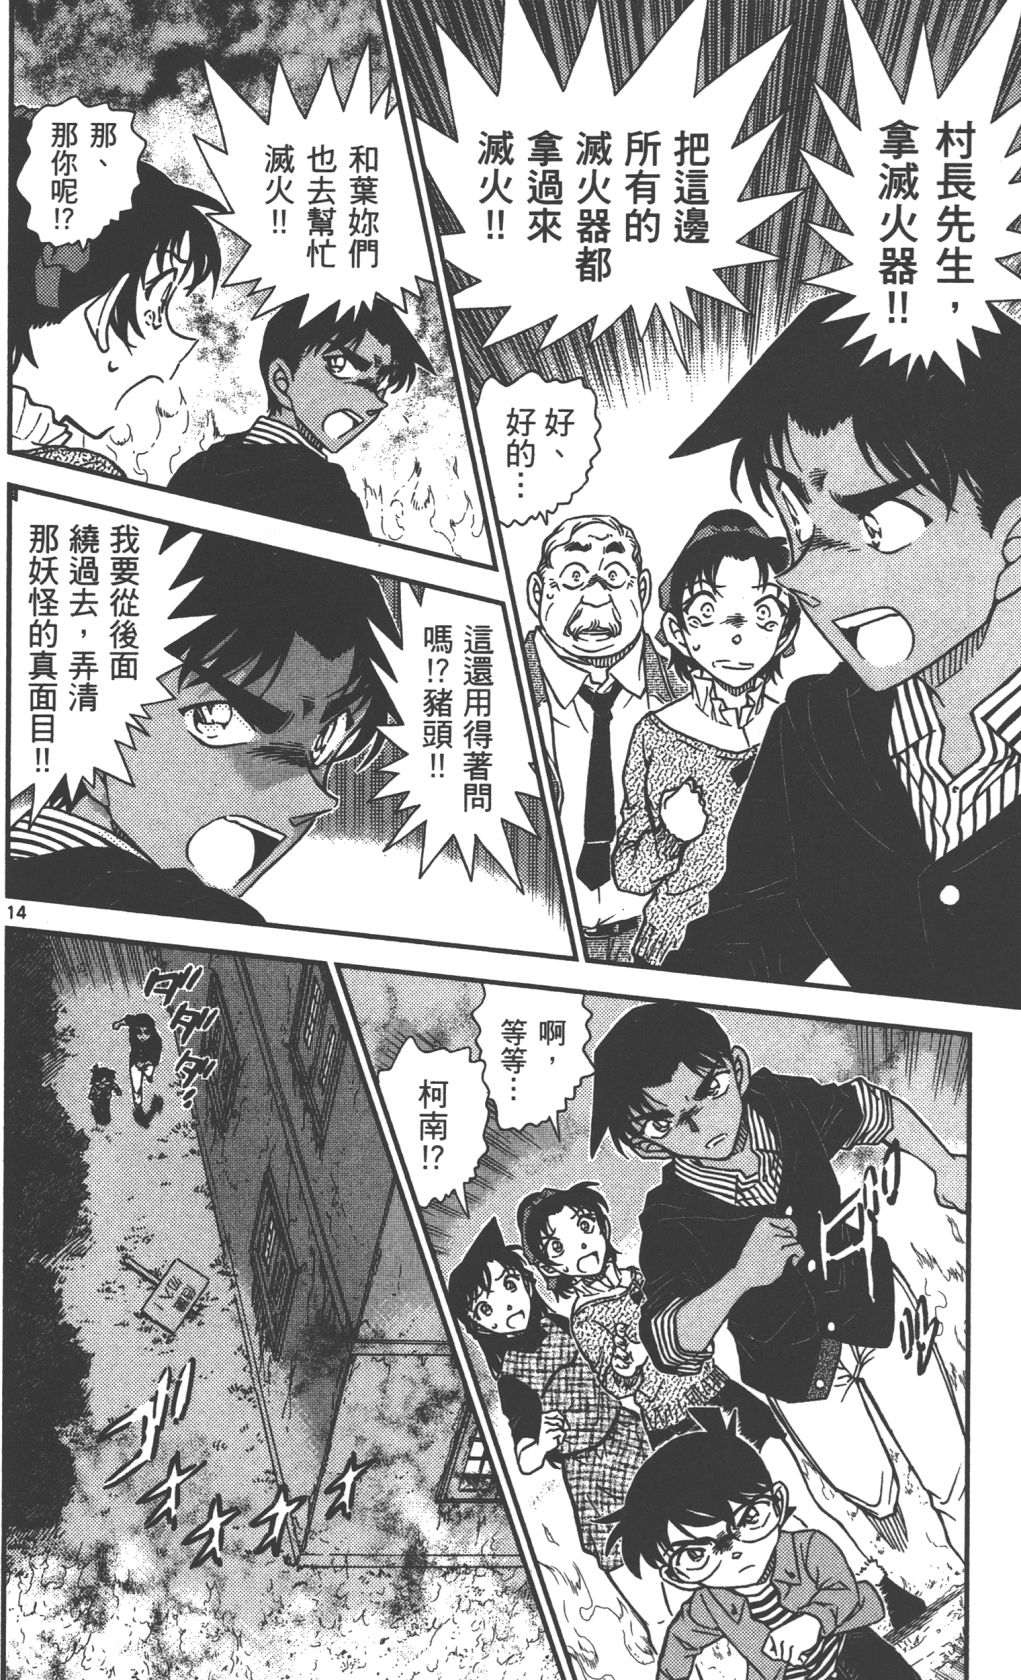 村長先生，
拿滅火器!!
把這邊
所有的
滅火器都
拿過來
滅火!!
好、
好的…
和葉妳們
也去幫忙
滅火!!
那、
那你呢!?
這還用得著問
嗎!?豬頭!!
我要從後面
繞過去，弄清
那妖怪的真面目!!
14
啊，
等等…
柯南!?
ダダダ